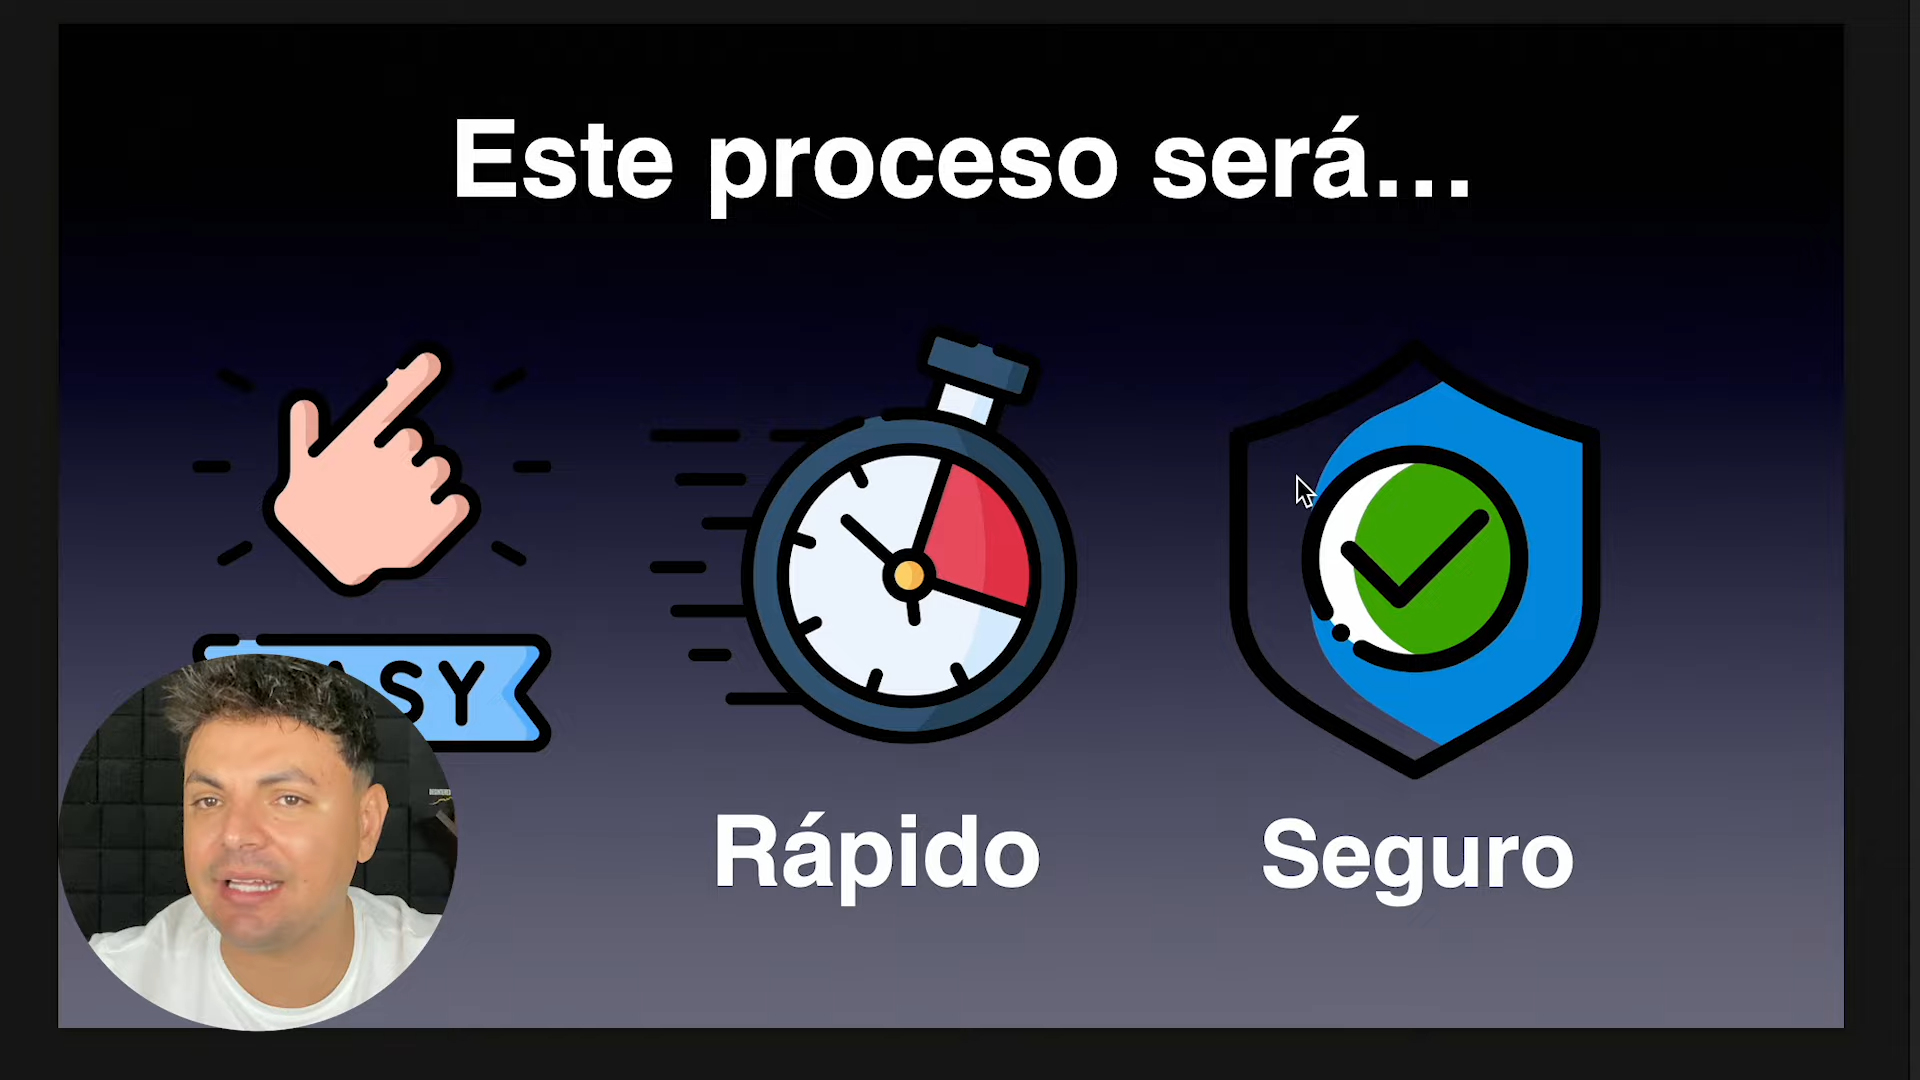 Este proceso será...
SY
Rápido
Seguro